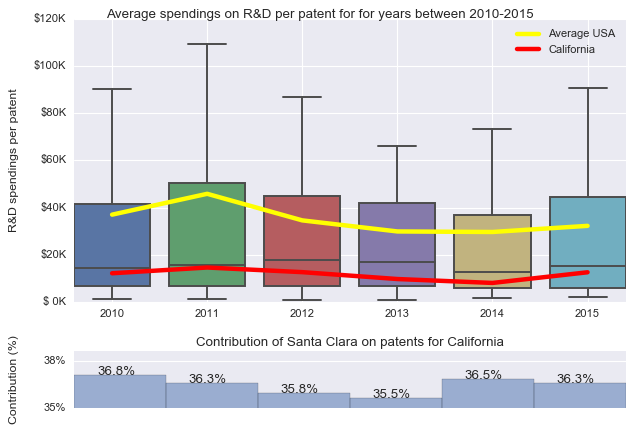 Average spendings on R&D per patent for for years between 2010-2015
$120K
$100K
$80K
$60K
$40K
$20K
$ 0K
R&D spendings per patent
Average USA
California
2010 2011 2012 2013 2014 2015
Contribution of Santa Clara on patents for California
Contribution (%)
38%
35%
36.8% 36.3% 35.8% 35.5% 36.5% 36.3%